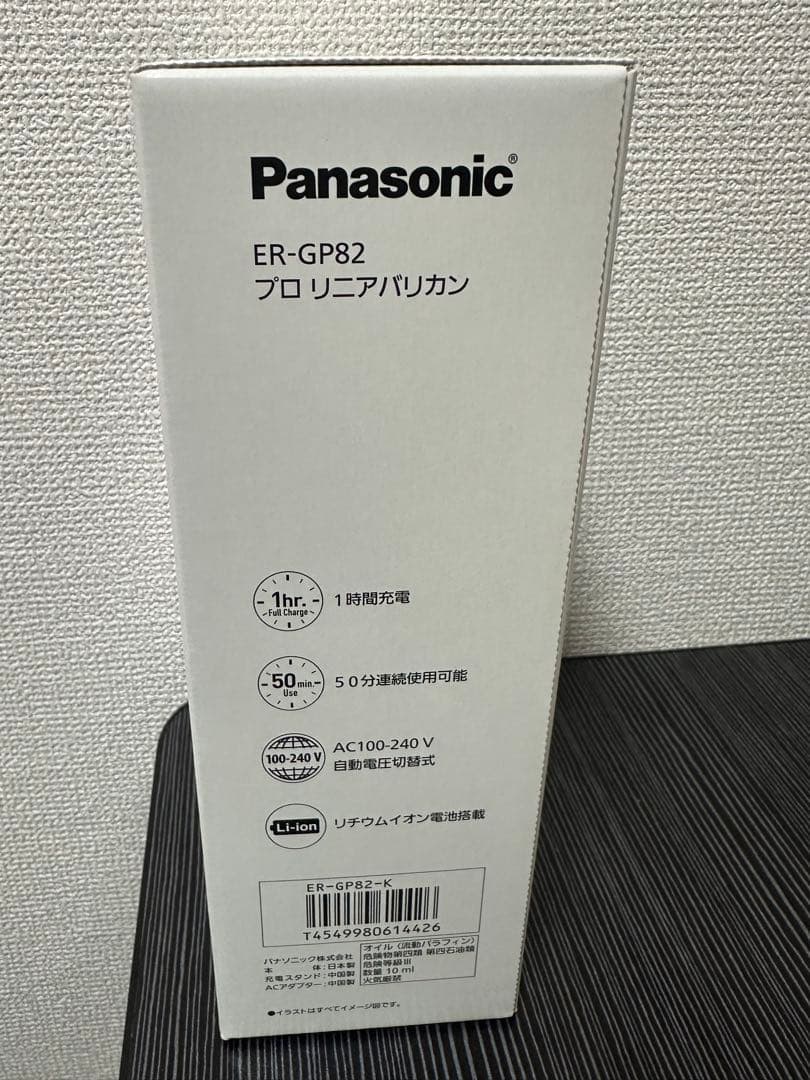 Panasonic®
ER-GP82
プロ リニアバリカン
1hr.
Full Charge
1時間充電
50 min.
Use
50分連続使用可能
100-240 V
AC100-240 V
自動電圧切替式
Li-ion
リチウムイオン電池搭載
ER-GP82-K
T4549980614426
パナソニック株式会社
本 体:日本製
充電スタンド:中国製
ACアダプター:中国製
オイル(流動パラフィン)
危険物第四類 第四石油類
危険等級Ⅲ
数量 10 ml
火気厳禁
●イラストはすべてイメージ図です。